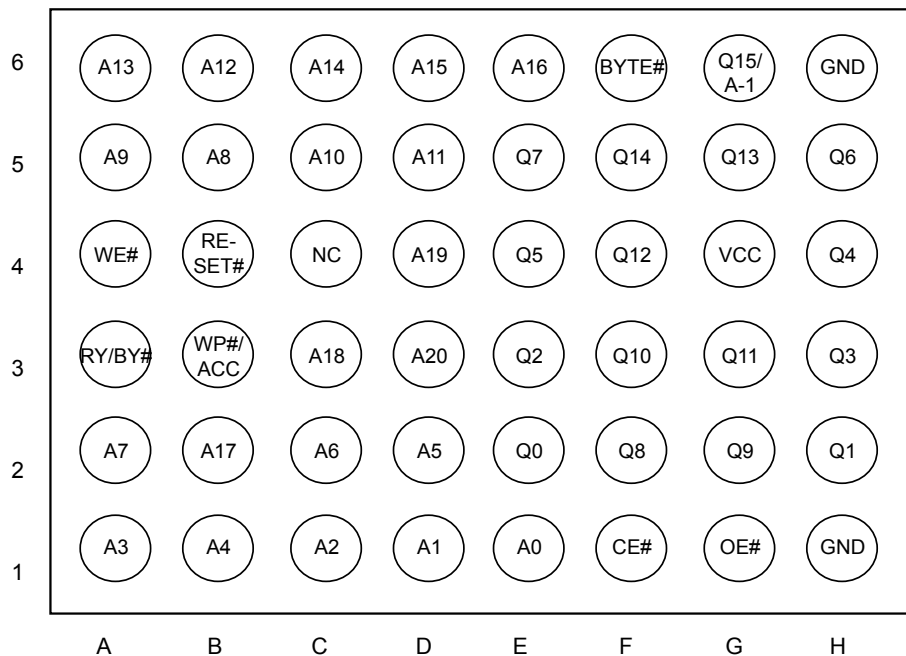 6 A13 A12 A14 A15 A16 BYTE# Q15/ GND
A-1
5 A9 A8 A10 A11 Q7 Q14 Q13 Q6
4 WE# RE- NC A19 Q5 Q12 VCC Q4
SET#
3 RY/BY# WP#/ A18 A20 Q2 Q10 Q11 Q3
ACC
2 A7 A17 A6 A5 Q0 Q8 Q9 Q1
1 A3 A4 A2 A1 A0 CE# OE# GND
A B C D E F G H